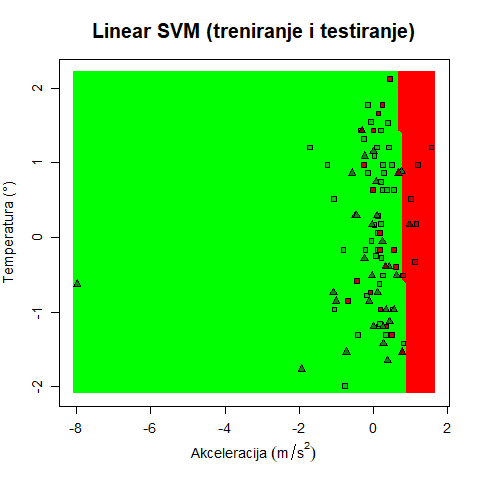 Linear SVM (treniranje i testiranje)
Temperatura (°)
2
1
0
-1
-2
-8 -6 -4 -2 0 2
Akceleracija (m/s²)